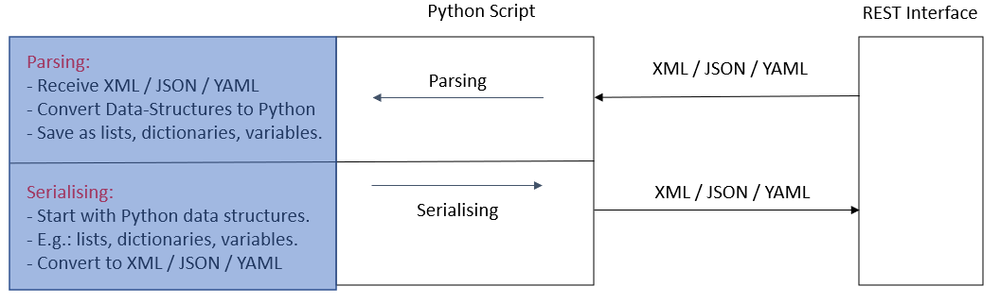 Python Script
REST Interface
Parsing:
- Receive XML / JSON / YAML
- Convert Data-Structures to Python
- Save as lists, dictionaries, variables.
Parsing
XML / JSON / YAML
Serialising:
- Start with Python data structures.
- E.g.: lists, dictionaries, variables.
- Convert to XML / JSON / YAML
Serialising
XML / JSON / YAML